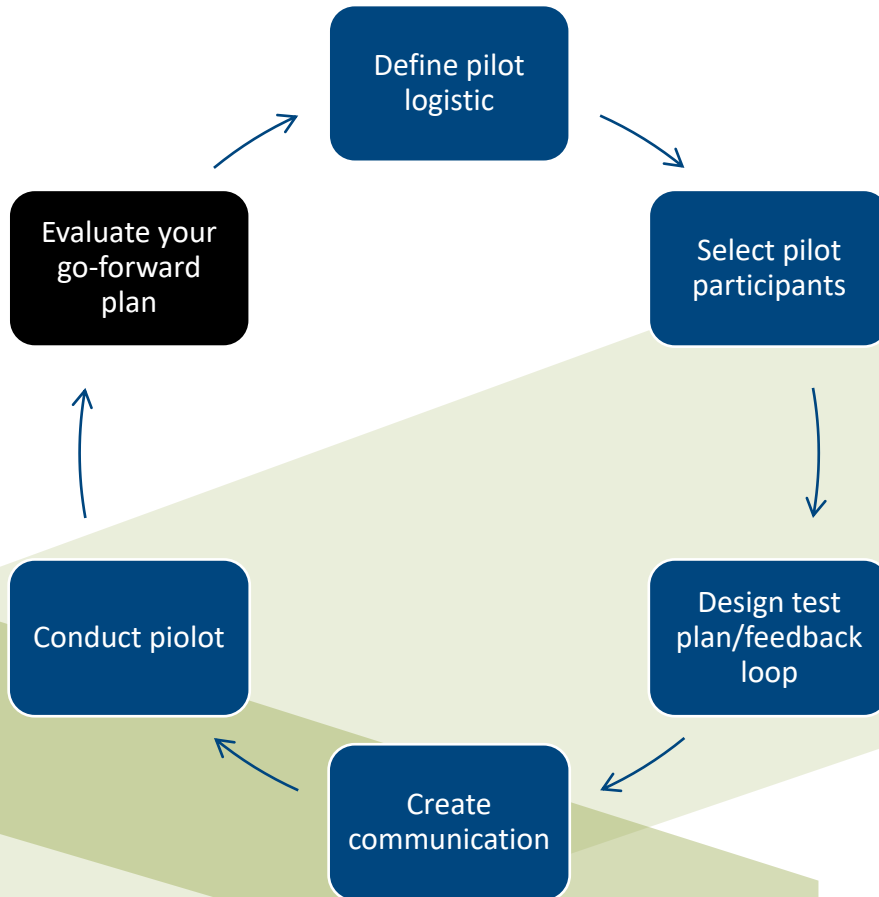 Define pilot
logistic
Select pilot
participants
Design test
plan/feedback
loop
Create
communication
Conduct piolot
Evaluate your
go-forward
plan